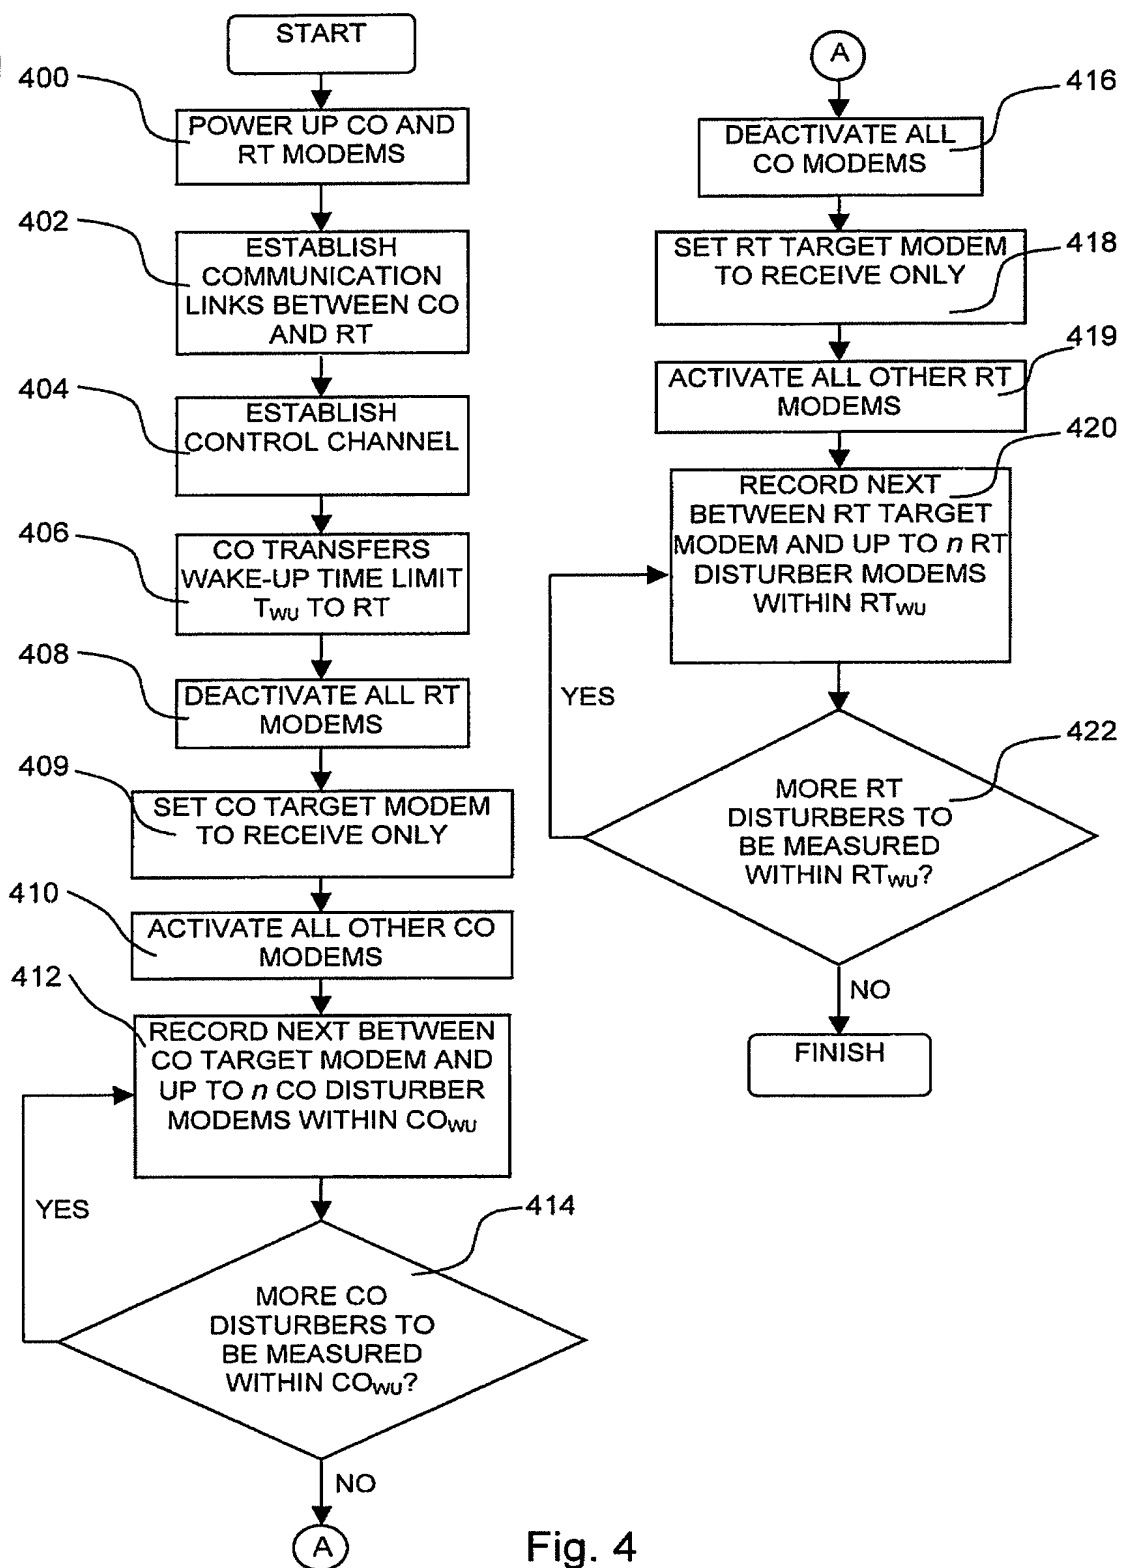 START
400
POWER UP CO AND
RT MODEMS
402
ESTABLISH
COMMUNICATION
LINKS BETWEEN CO
AND RT
404
ESTABLISH
CONTROL CHANNEL
406
CO TRANSFERS
WAKE-UP TIME LIMIT
TWU TO RT
408
DEACTIVATE ALL RT
MODEMS
409
SET CO TARGET MODEM
TO RECEIVE ONLY
410
ACTIVATE ALL OTHER CO
MODEMS
412
RECORD NEXT BETWEEN
CO TARGET MODEM AND
UP TO n CO DISTURBER
MODEMS WITHIN COWU
YES
414
MORE CO
DISTURBERS TO
BE MEASURED
WITHIN COWU?
NO
A
A
416
DEACTIVATE ALL
CO MODEMS
SET RT TARGET MODEM
TO RECEIVE ONLY
418
419
ACTIVATE ALL OTHER RT
MODEMS
420
RECORD NEXT
BETWEEN RT TARGET
MODEM AND UP TO n RT
DISTURBER MODEMS
WITHIN RTWU
YES
422
MORE RT
DISTURBERS TO
BE MEASURED
WITHIN RTWU?
NO
FINISH
Fig. 4